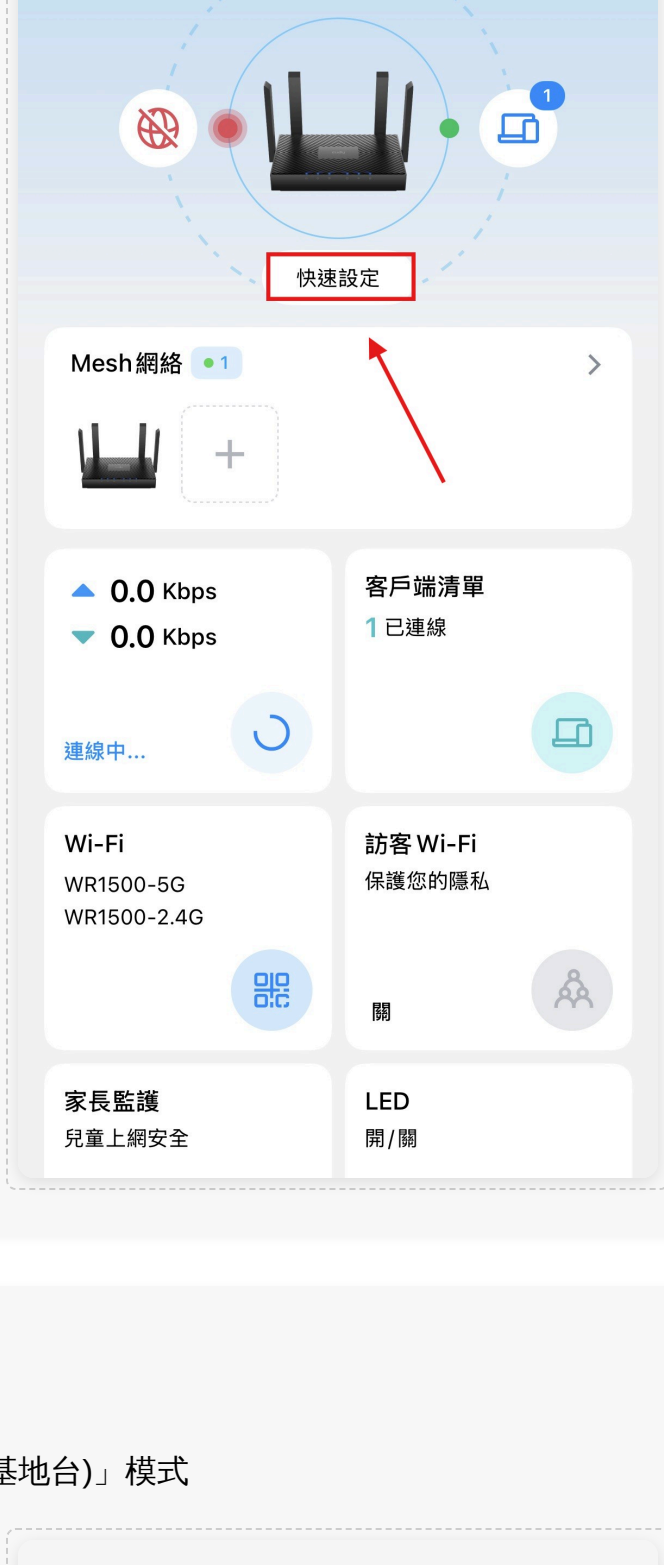 1
快速設定
Mesh網絡 1
0.0 Kbps
0.0 Kbps
連線中...
客戶端清單
1 已連線
Wi-Fi
WR1500-5G
WR1500-2.4G
訪客 Wi-Fi
保護您的隱私
關
家長監護
兒童上網安全
LED
開/關
基地台)」模式